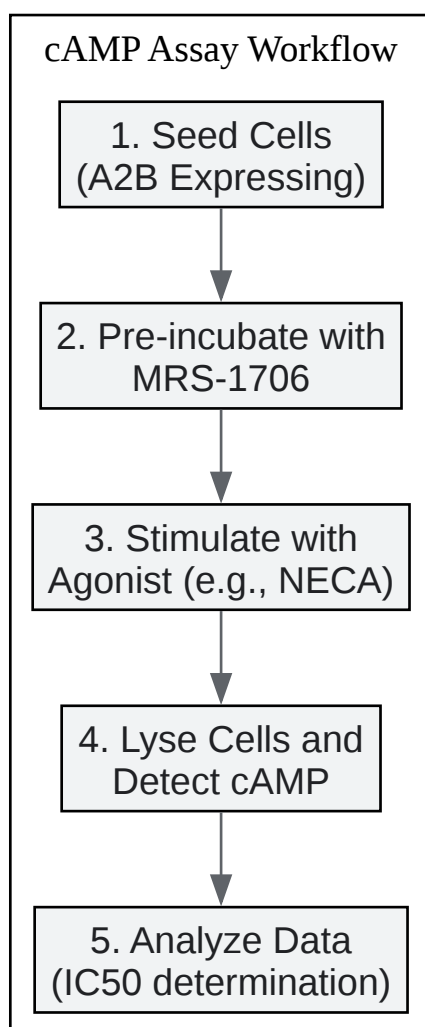 cAMP Assay Workflow
1. Seed Cells
(A2B Expressing)
2. Pre-incubate with
MRS-1706
3. Stimulate with
Agonist (e.g., NECA)
4. Lyse Cells and
Detect cAMP
5. Analyze Data
(IC50 determination)